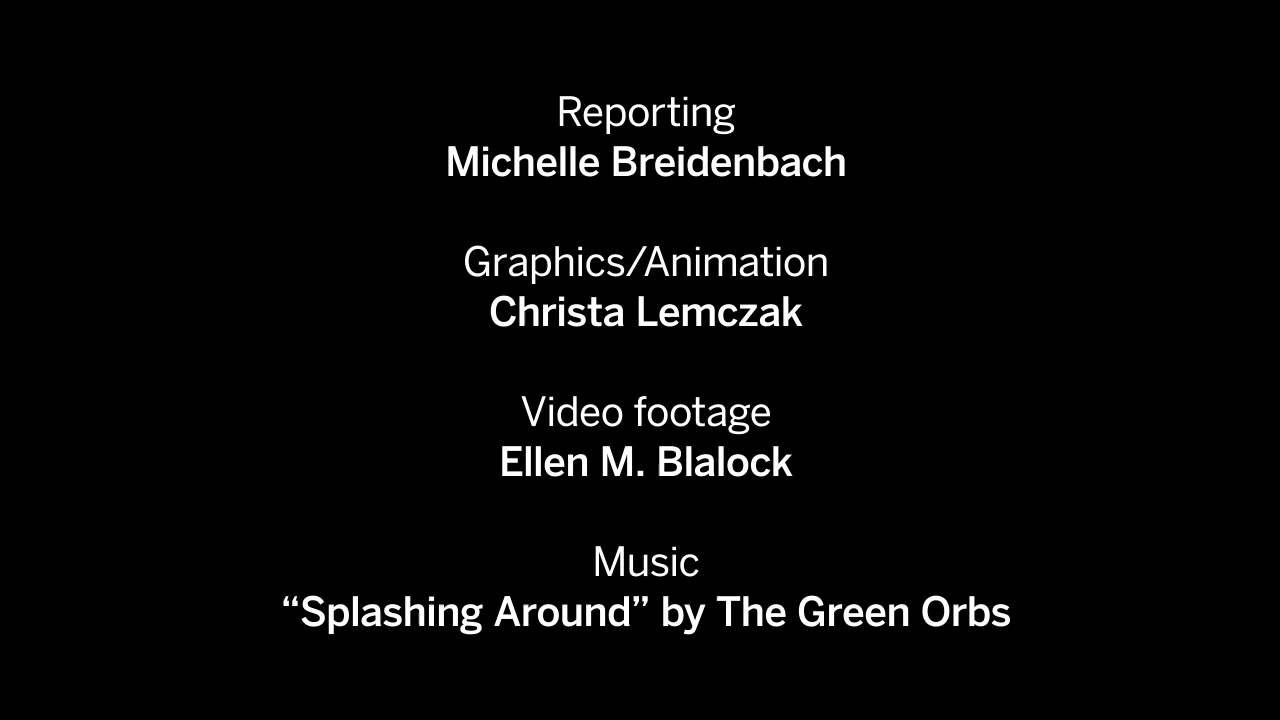 Reporting
Michelle Breidenbach
Graphics/Animation
Christa Lemczak
Video footage
Ellen M. Blalock
Music
“Splashing Around” by The Green Orbs